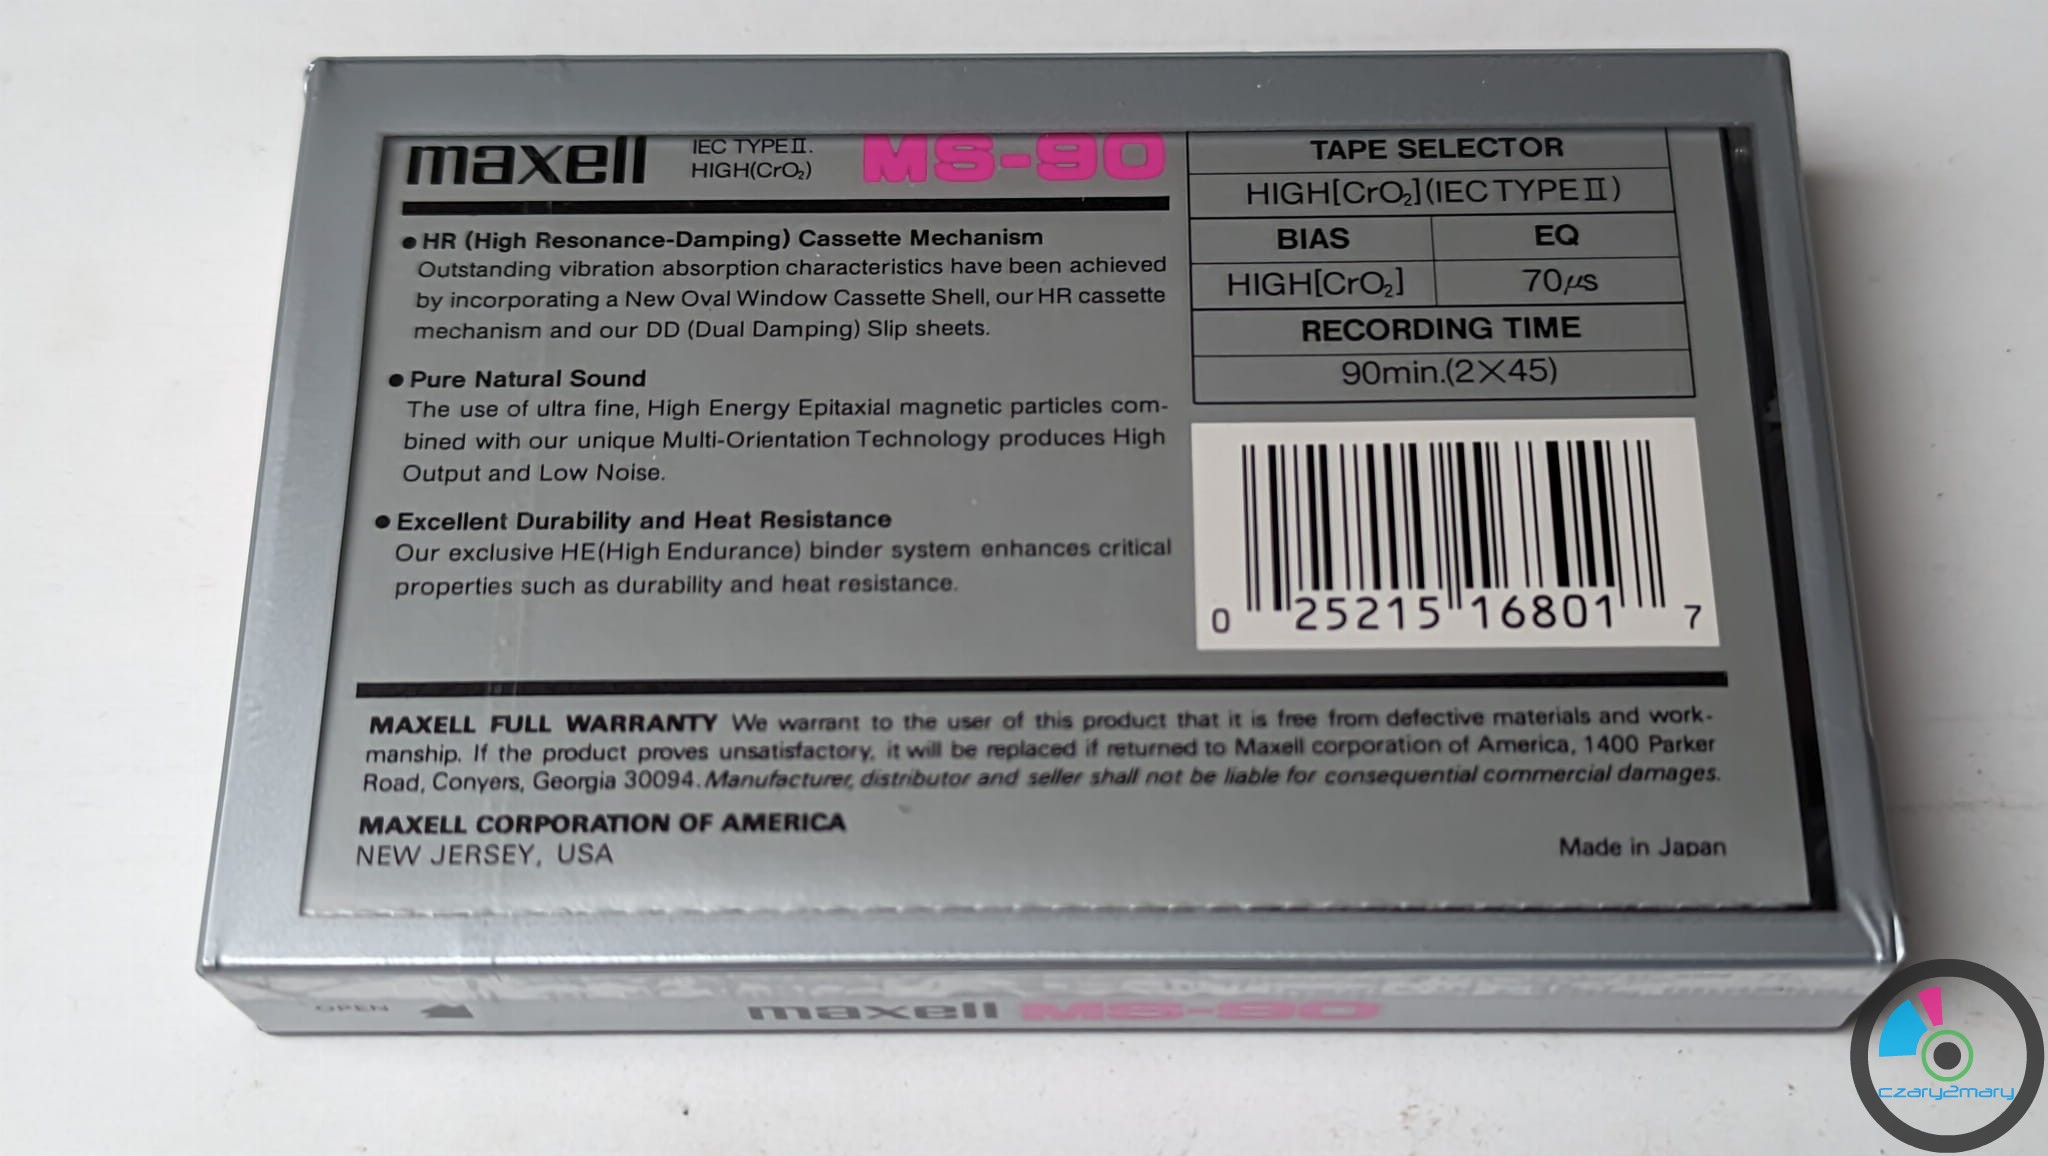 maxell IEC TYPE II. HIGH(CrO₂) MS-90
● HR (High Resonance-Damping) Cassette Mechanism
Outstanding vibration absorption characteristics have been achieved
by incorporating a New Oval Window Cassette Shell, our HR cassette
mechanism and our DD (Dual Damping) Slip sheets.
● Pure Natural Sound
The use of ultra fine, High Energy Epitaxial magnetic particles com-
bined with our unique Multi-Orientation Technology produces High
Output and Low Noise.
● Excellent Durability and Heat Resistance
Our exclusive HE(High Endurance) binder system enhances critical
properties such as durability and heat resistance.
TAPE SELECTOR
HIGH[CrO₂](IEC TYPE II)
BIAS EQ
HIGH[CrO₂] 70μs
RECORDING TIME
90min.(2×45)
0 25215 16801 7
MAXELL FULL WARRANTY We warrant to the user of this product that it is free from defective materials and work-
manship. If the product proves unsatisfactory, it will be replaced if returned to Maxell corporation of America, 1400 Parker
Road, Conyers, Georgia 30094. Manufacturer, distributor and seller shall not be liable for consequential commercial damages.
MAXELL CORPORATION OF AMERICA
NEW JERSEY, USA
Made in Japan
OPEN maxell MS-90
czary2mary